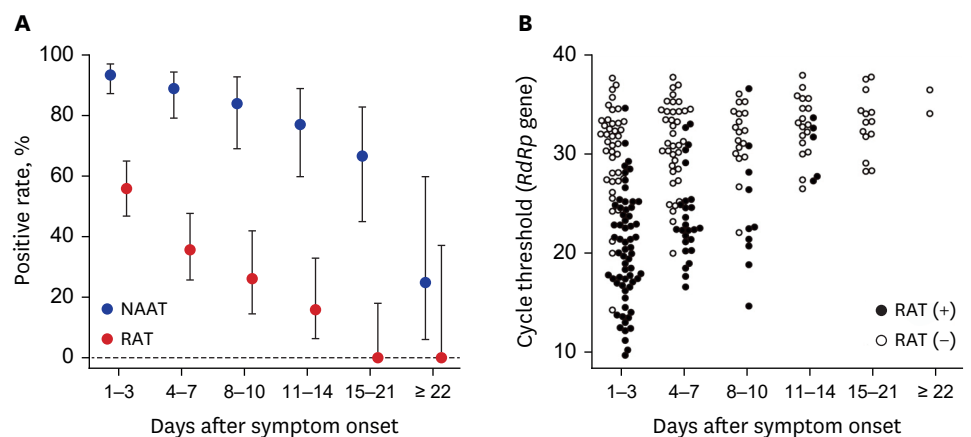 A
Positive rate, %
100
80
60
40
20
0
NAAT
RAT
1–3 4–7 8–10 11–14 15–21 ≥ 22
Days after symptom onset
B
Cycle threshold (RdRp gene)
40
30
20
10
RAT (+)
RAT (−)
1–3 4–7 8–10 11–14 15–21 ≥ 22
Days after symptom onset